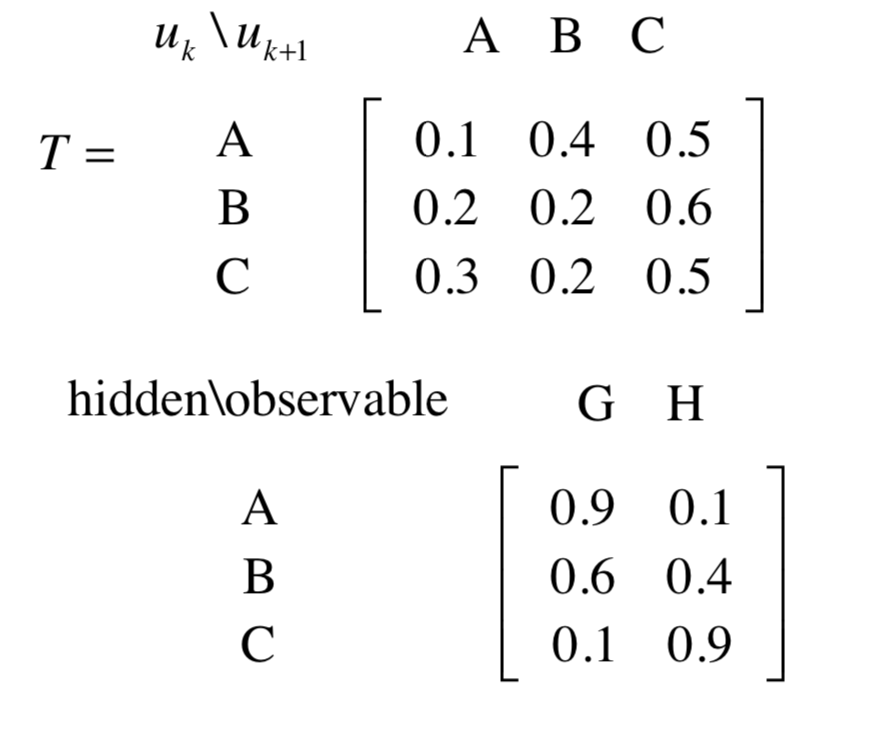 u_k \ u_{k+1} A B C
T = A 0.1 0.4 0.5
B 0.2 0.2 0.6
C 0.3 0.2 0.5
hidden\observable G H
A 0.9 0.1
B 0.6 0.4
C 0.1 0.9